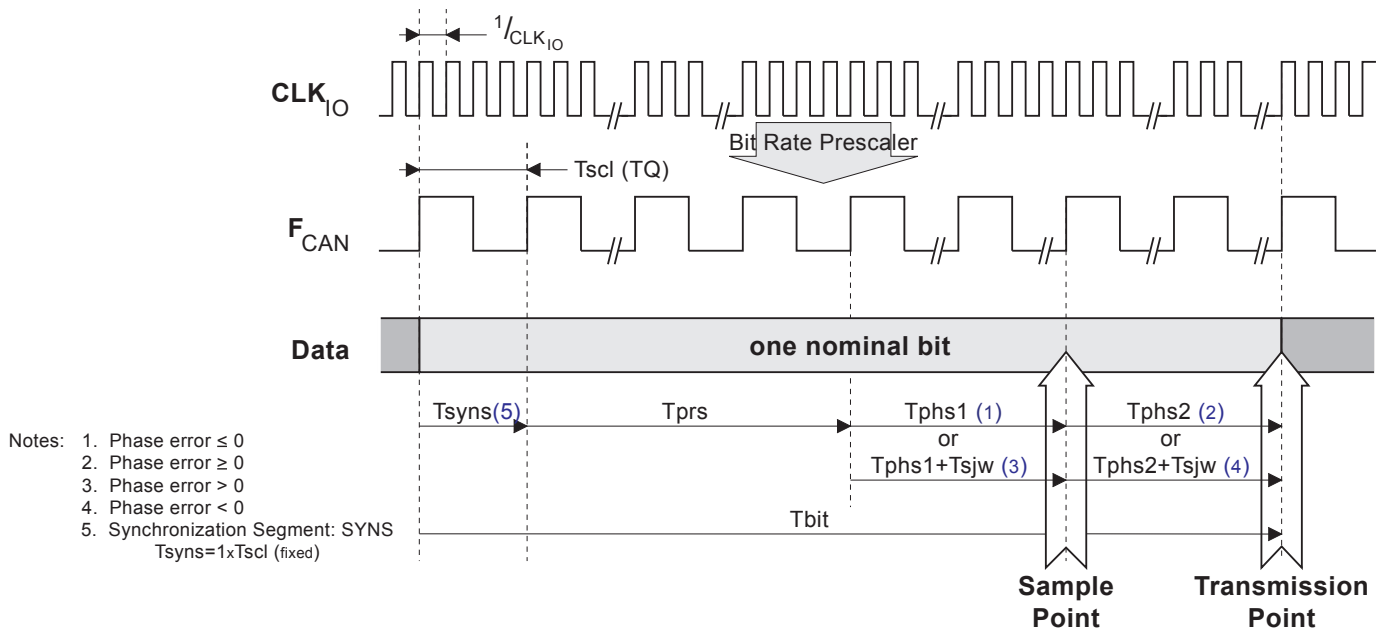 1/CLKIO
CLKIO
Bit Rate Prescaler
Tscl (TQ)
FCAN
Data
one nominal bit
Tsyns(5)
Tprs
Tphs1 (1)
or
Tphs1+Tsjw (3)
Tphs2 (2)
or
Tphs2+Tsjw (4)
Tbit
Notes: 1. Phase error ≤ 0
2. Phase error ≥ 0
3. Phase error > 0
4. Phase error < 0
5. Synchronization Segment: SYNS
Tsyns=1xTscl (fixed)
Sample
Point
Transmission
Point